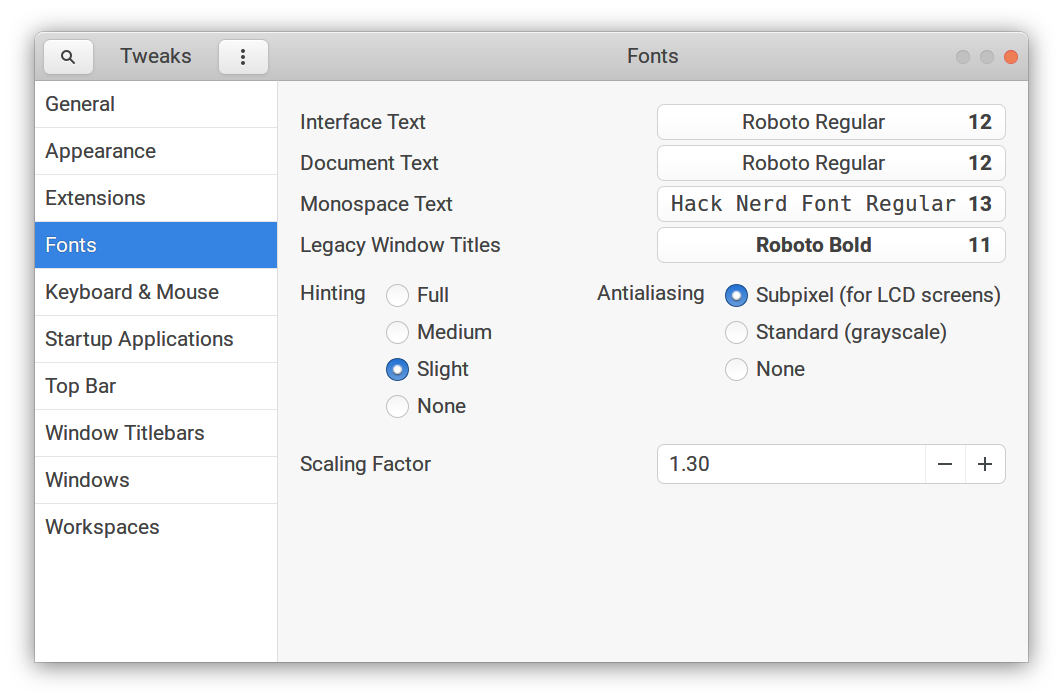 Tweaks
Fonts
General
Appearance
Extensions
Fonts
Keyboard & Mouse
Startup Applications
Top Bar
Window Titlebars
Windows
Workspaces
Interface Text Roboto Regular 12
Document Text Roboto Regular 12
Monospace Text Hack Nerd Font Regular 13
Legacy Window Titles Roboto Bold 11
Hinting
Full
Medium
Slight
None
Antialiasing
Subpixel (for LCD screens)
Standard (grayscale)
None
Scaling Factor 1.30